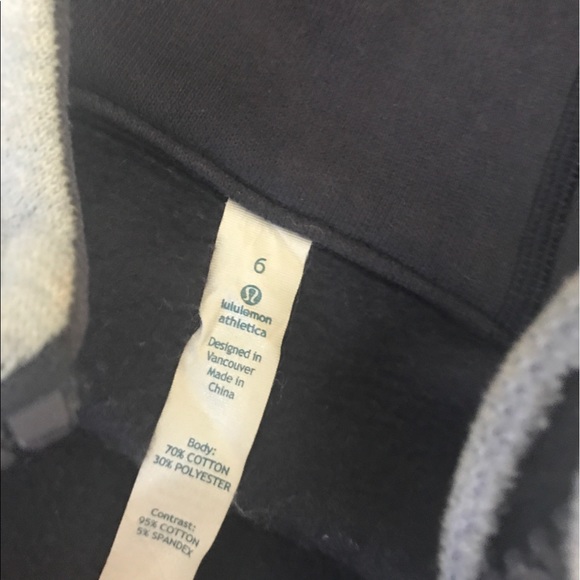 6
lululemon
athletica
Designed in
Vancouver
Made in
China
Body:
70% COTTON
30% POLYESTER
Contrast:
95% COTTON
5% SPANDEX